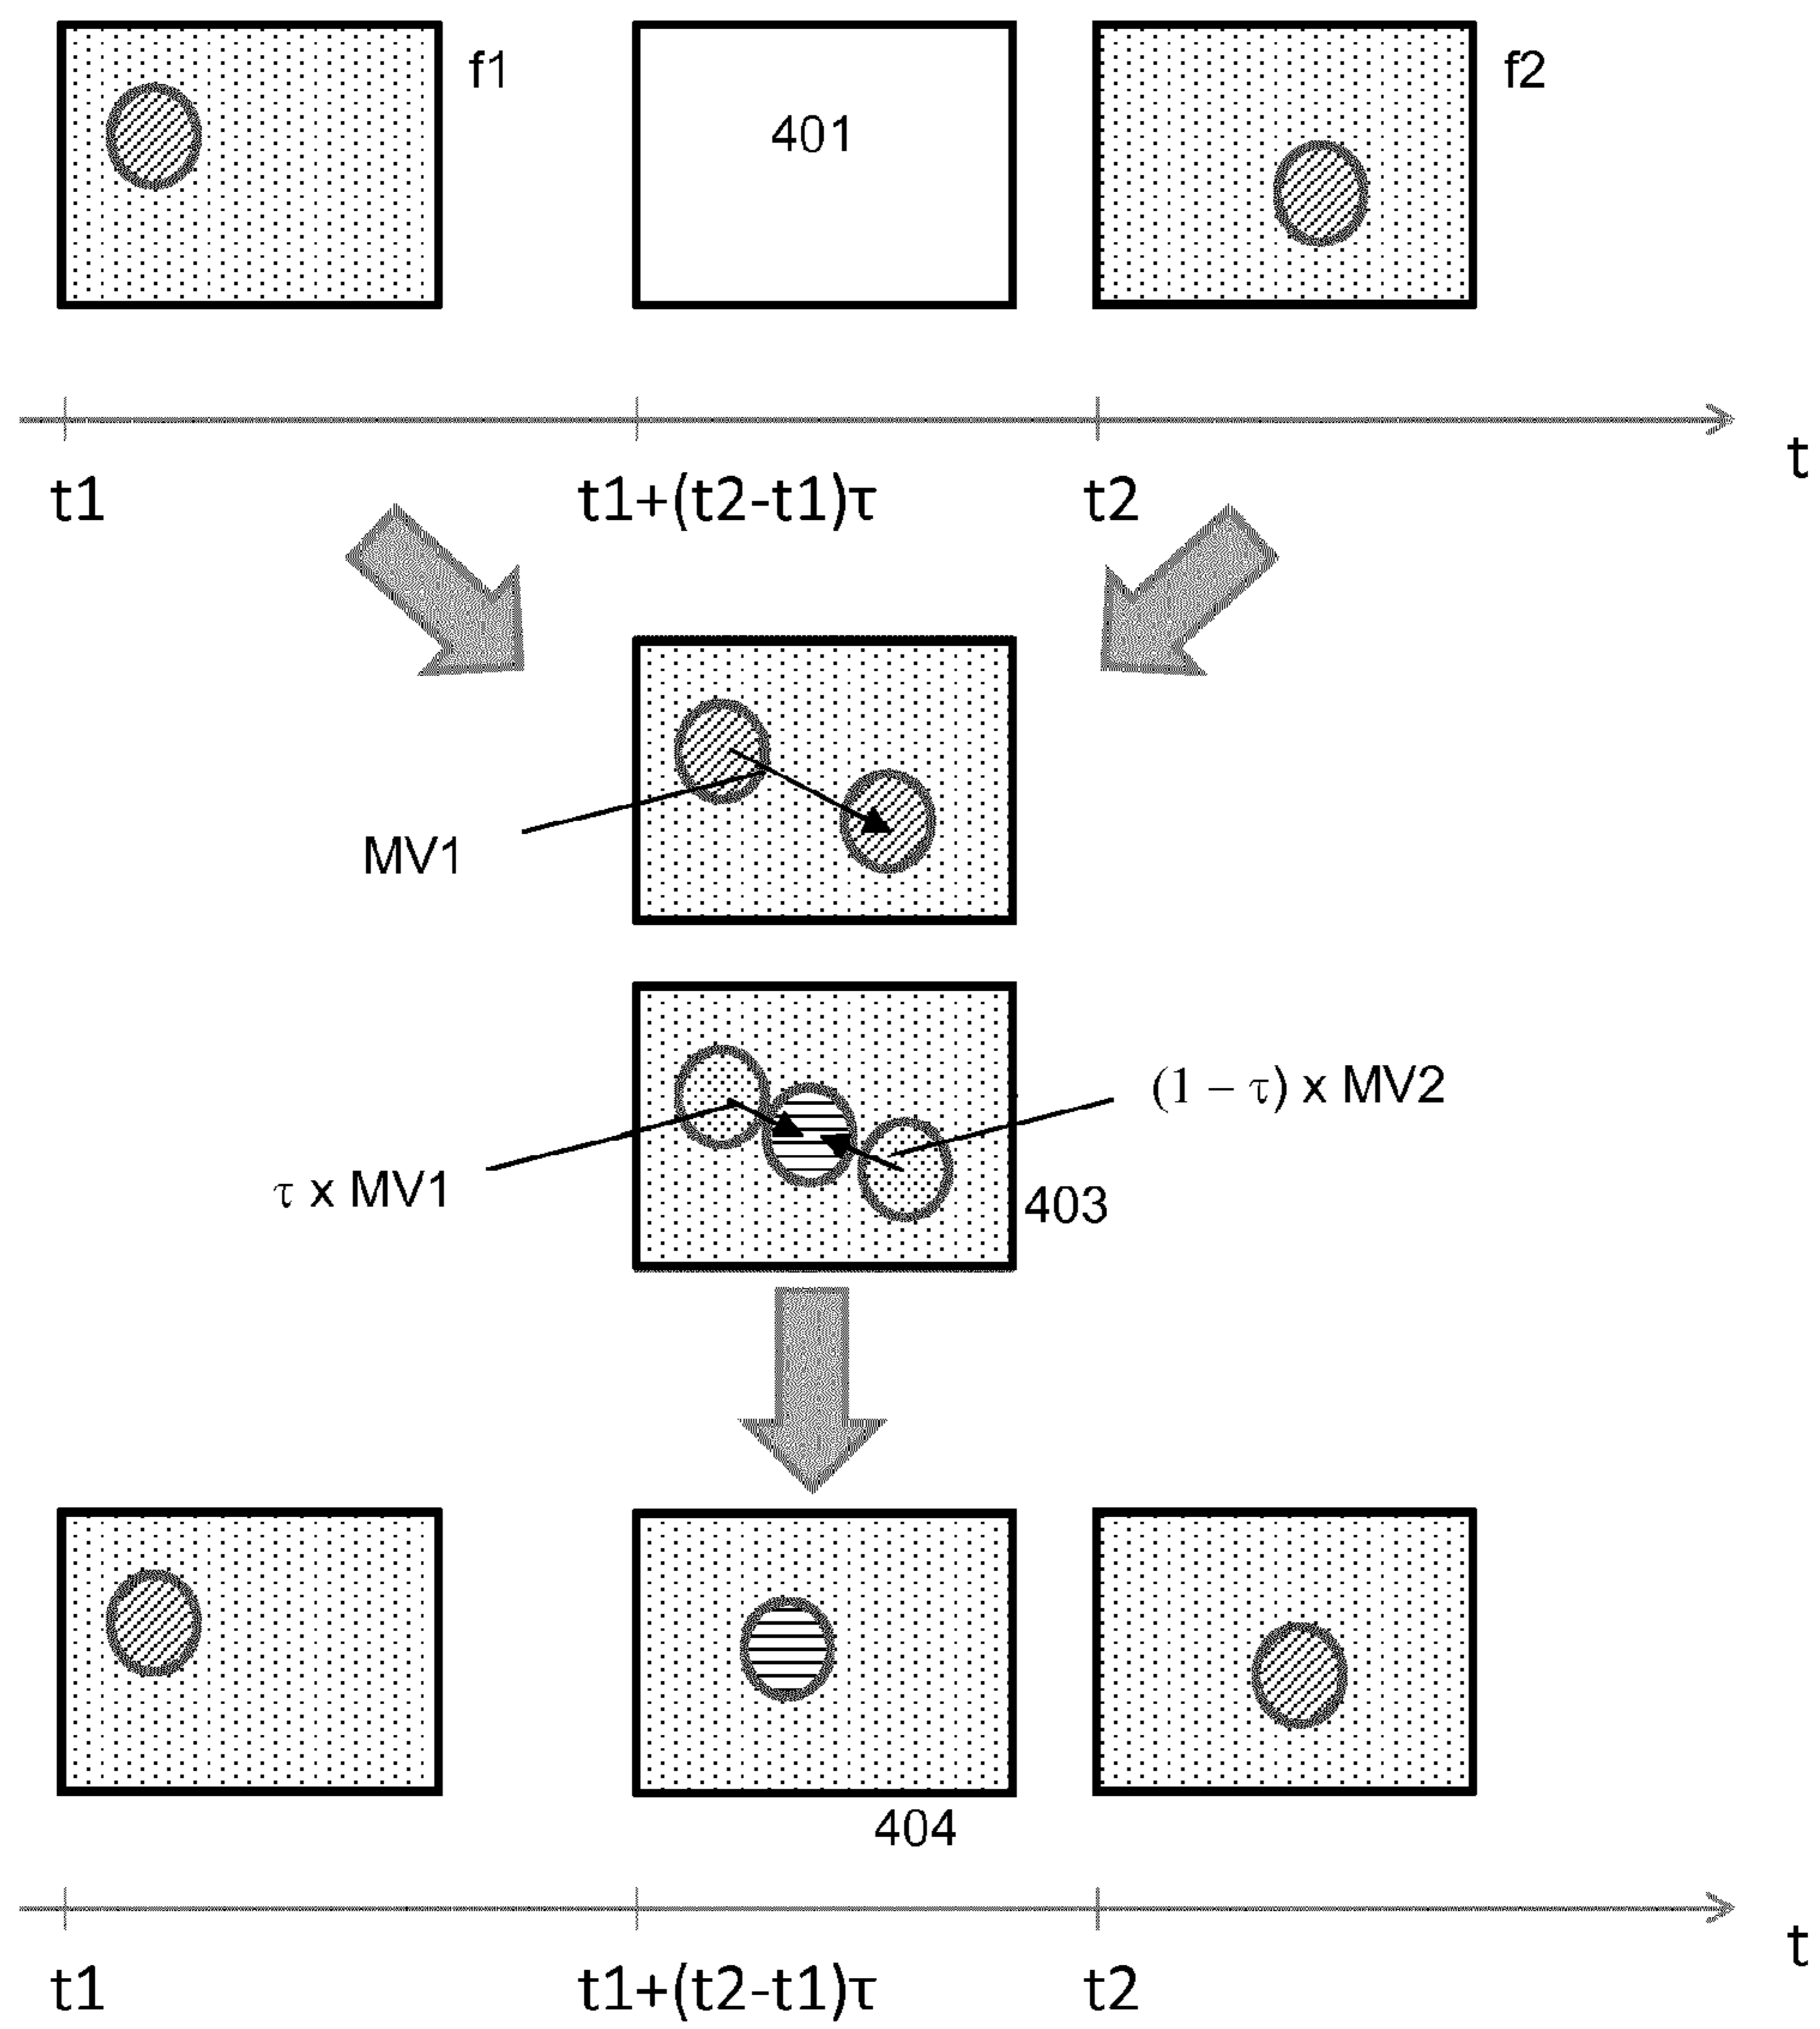 f1
401
f2
t
t1
t1+(t2-t1)τ
t2
MV1
(1 – τ) x MV2
τ x MV1
403
404
t
t1
t1+(t2-t1)τ
t2